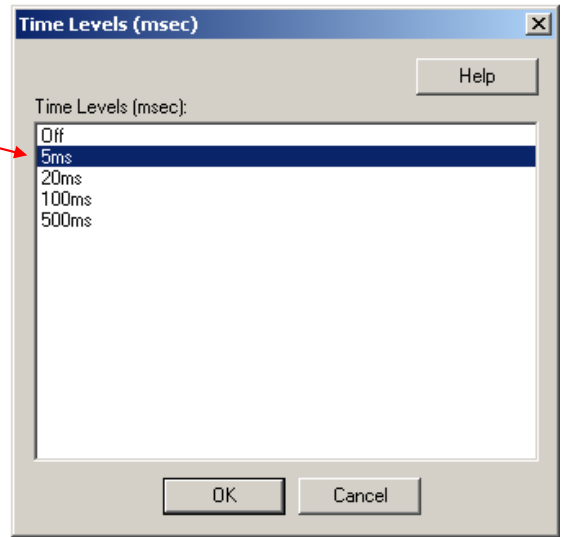 Time Levels (msec)
Help
Time Levels (msec):
Off
5ms
20ms
100ms
500ms
OK Cancel